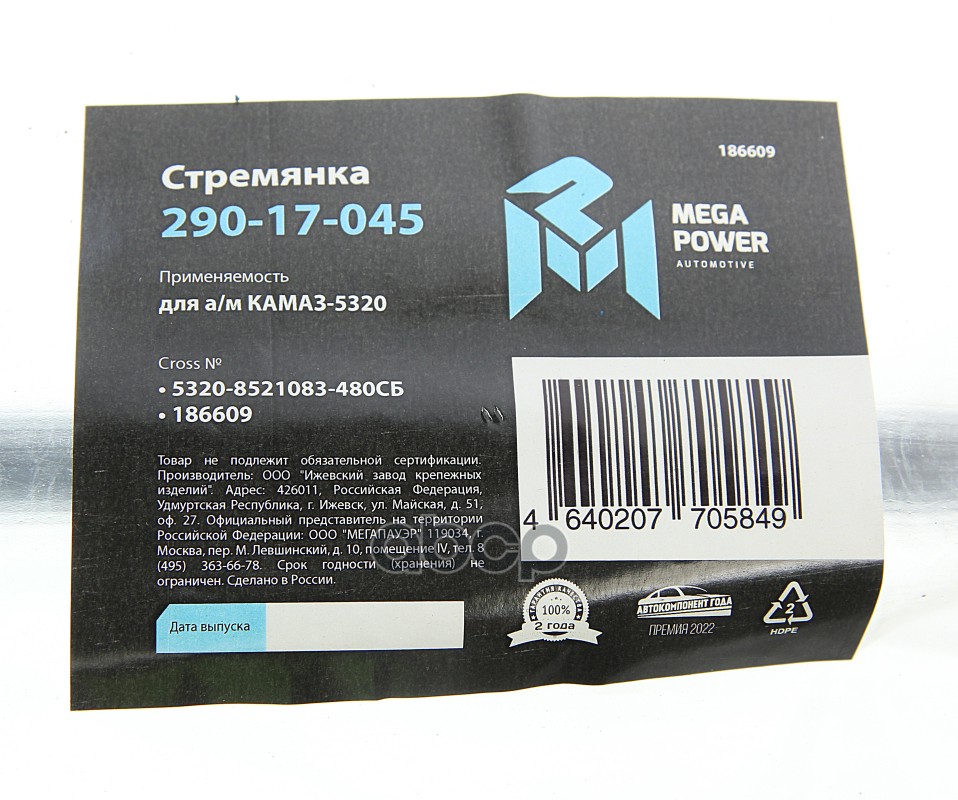 186609
Стремянка
290-17-045
MEGA
POWER
AUTOMOTIVE
Применяемость
для а/м КАМАЗ-5320
Cross №
• 5320-8521083-480СБ
• 186609
Товар не подлежит обязательной сертификации.
Производитель: ООО "Ижевский завод крепежных
изделий". Адрес: 426011, Российская Федерация,
Удмуртская Республика, г. Ижевск, ул. Майская, д. 51,
оф. 27. Официальный представитель на территории
Российской Федерации: ООО "МЕГАПАУЭР" 119034, г.
Москва, пер. М. Левшинский, д. 10, помещение IV, тел. 8
(495) 363-66-78. Срок годности (хранения) не
ограничен. Сделано в России.
4 640207 705849
abcp
Дата выпуска
ГАРАНТИЯ КАЧЕСТВА
100%
2 года
АВТОКОМПОНЕНТ ГОДА
ПРЕМИЯ 2022
2
HDPE